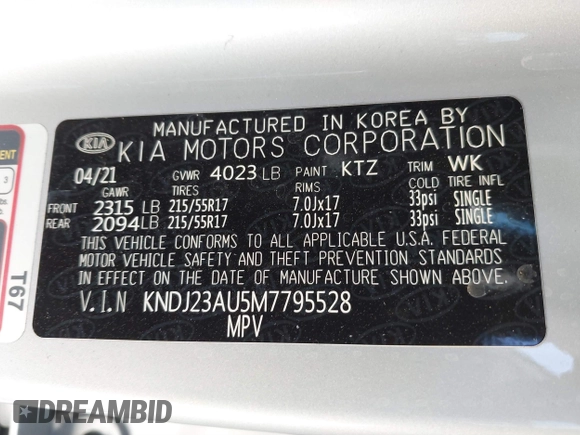 MANUFACTURED IN KOREA BY
KIA KIA MOTORS CORPORATION
04/21 GVWR 4023 LB PAINT KTZ TRIM WK
GAWR TIRES RIMS COLD TIRE INFL
FRONT 2315 LB 215/55R17 7.0Jx17 33psi SINGLE
REAR 2094 LB 215/55R17 7.0Jx17 33psi SINGLE
THIS VEHICLE CONFORMS TO ALL APPLICABLE U.S.A. FEDERAL
MOTOR VEHICLE SAFETY AND THEFT PREVENTION STANDARDS
IN EFFECT ON THE DATE OF MANUFACTURE SHOWN ABOVE.
V.I.N KNDJ23AU5M7795528
MPV
T67
DREAMBID